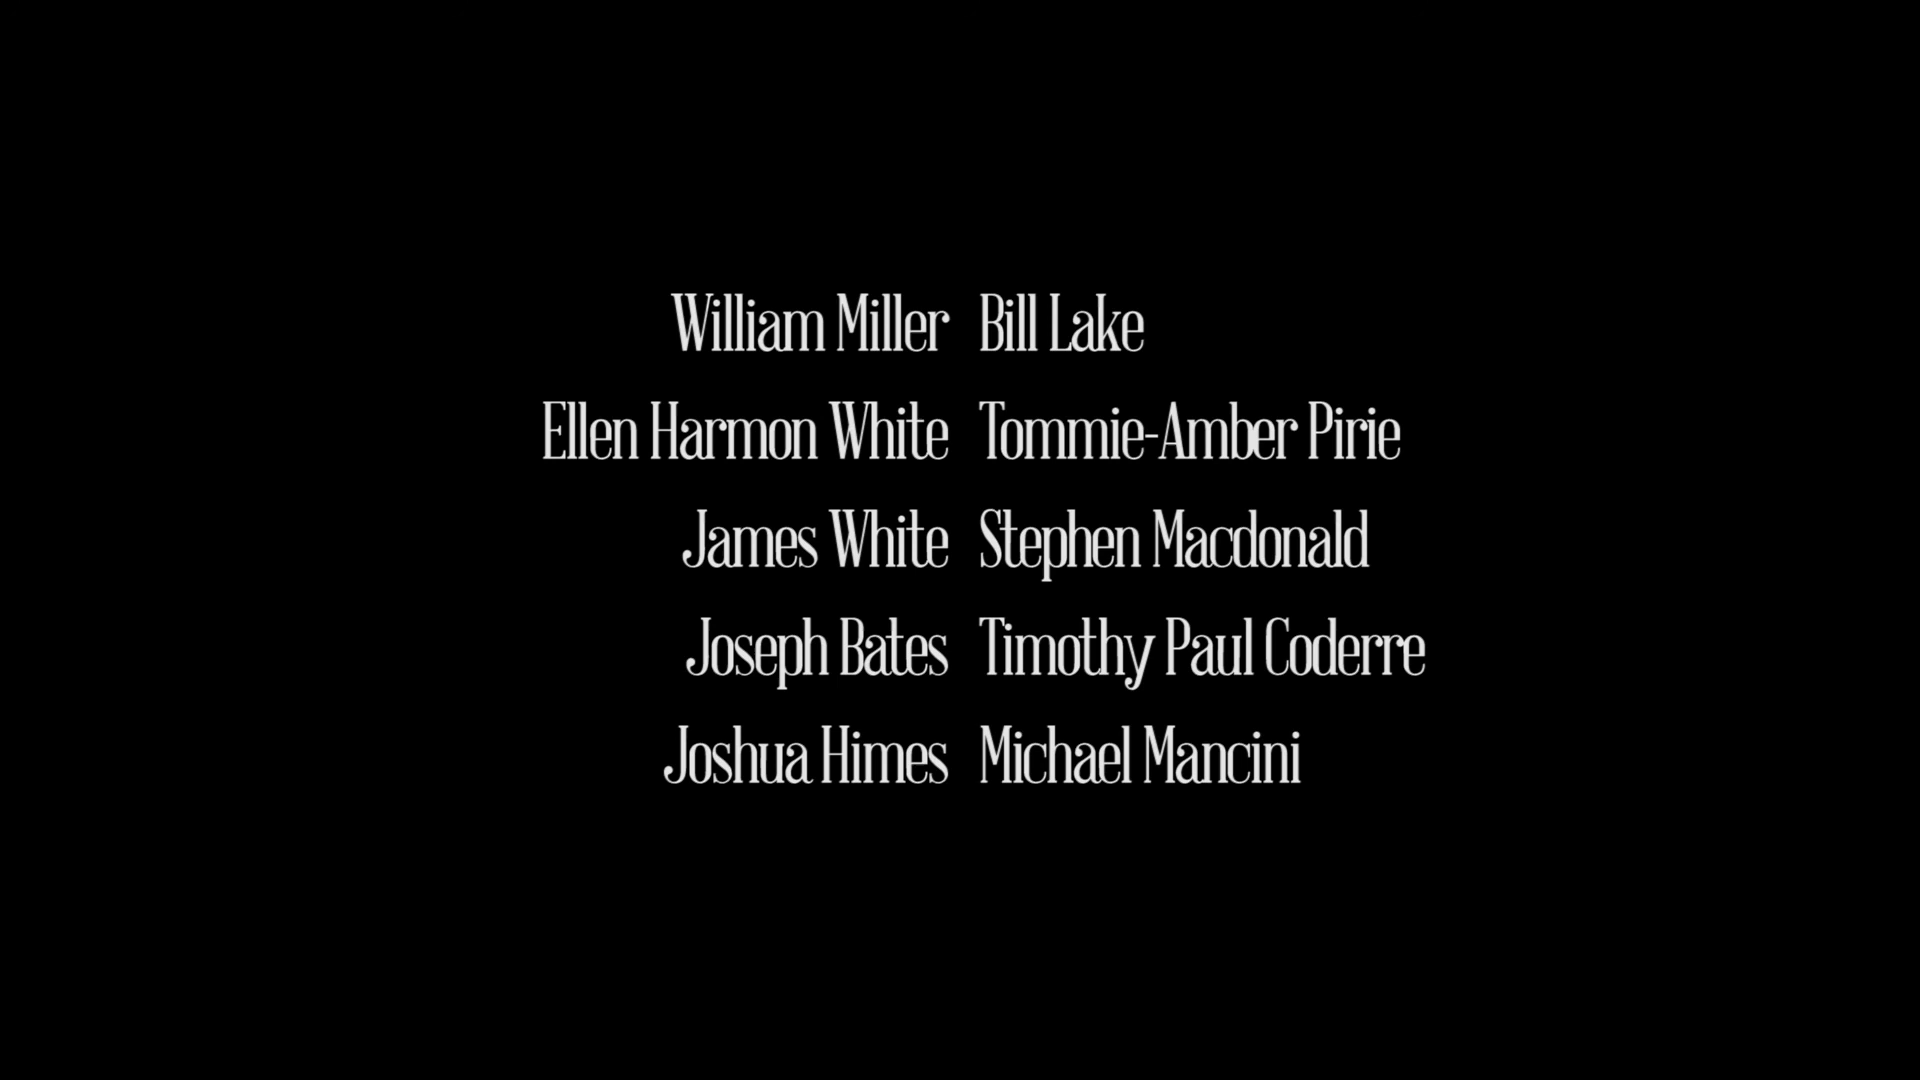 William Miller Bill Lake
Ellen Harmon White Tommie-Amber Pirie
James White Stephen Macdonald
Joseph Bates Timothy Paul Coderre
Joshua Himes Michael Mancini